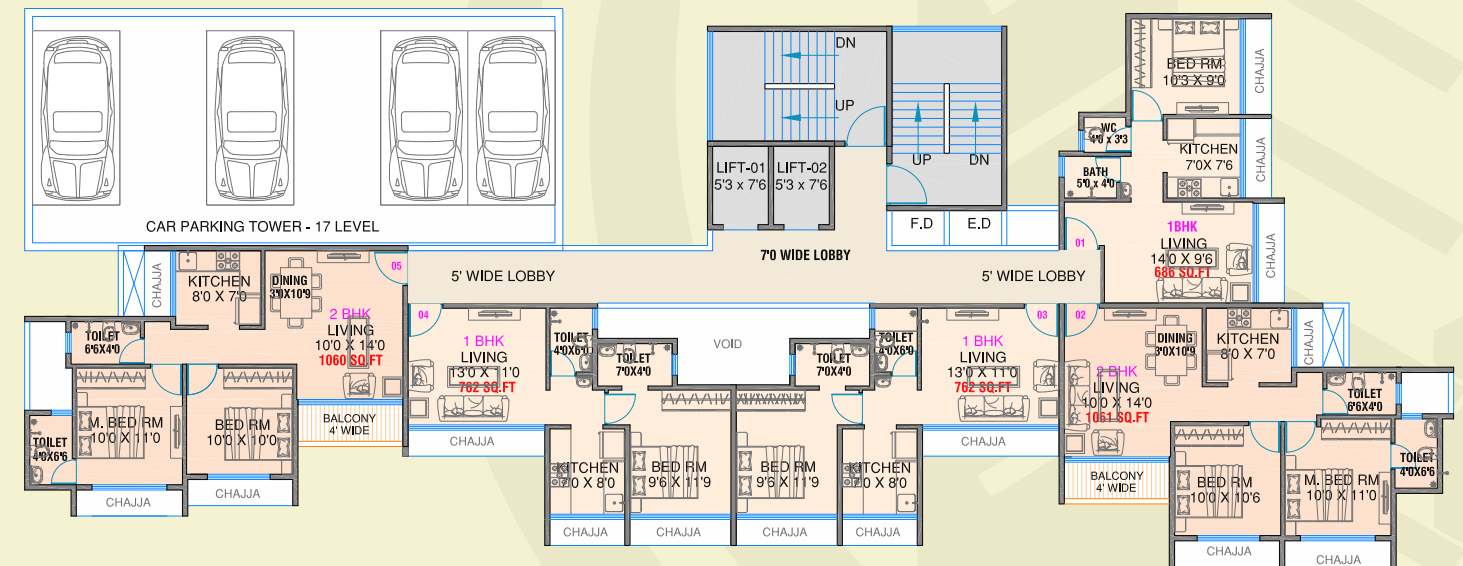 DN
UP
UP
DN
LIFT-01
5'3 x 7'6
LIFT-02
5'3 x 7'6
F.D
E.D
7'0 WIDE LOBBY
5' WIDE LOBBY
5' WIDE LOBBY
CAR PARKING TOWER - 17 LEVEL
BED RM
10'3 X 9'0
CHAJJA
WC
4'0 x 3'3
KITCHEN
7'0X 7'6
CHAJJA
BATH
5'0 x 4'0
01
1BHK
LIVING
14'0 X 9'6
686 SQ.FT
CHAJJA
CHAJJA
KITCHEN
8'0 X 7'0
DINING
3'0X10'9
05
2 BHK
LIVING
10'0 X 14'0
1060 SQ.FT
TOILET
6'6X4'0
M. BED RM
10'0 X 11'0
BED RM
10'0 X 10'0
BALCONY
4' WIDE
TOILET
4'0X6'6
CHAJJA
CHAJJA
04
1 BHK
LIVING
13'0 X 11'0
762 SQ.FT
CHAJJA
TOILET
4'0X6'0
TOILET
7'0X4'0
VOID
KITCHEN
X 8'0
BED RM
9'6 X 11'9
CHAJJA
CHAJJA
TOILET
7'0X4'0
TOILET
4'0X6'0
BED RM
9'6 X 11'9
KITCHEN
X 8'0
CHAJJA
CHAJJA
03
1 BHK
LIVING
13'0 X 11'0
762 SQ.FT
CHAJJA
02
DINING
3'0X10'9
2 BHK
LIVING
10'0 X 14'0
1061 SQ.FT
KITCHEN
8'0 X 7'0
CHAJJA
TOILET
6'6X4'0
BALCONY
4' WIDE
BED RM
10'0 X 10'6
M. BED RM
10'0 X 11'0
TOILET
4'0X6'6
CHAJJA
CHAJJA